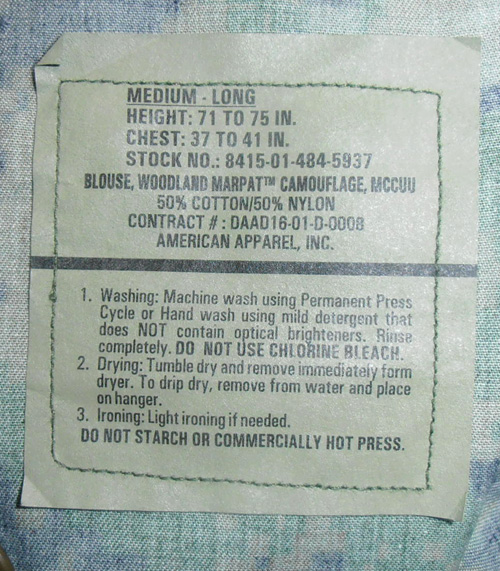 MEDIUM - LONG
HEIGHT: 71 TO 75 IN.
CHEST: 37 TO 41 IN.
STOCK NO.: 8415-01-484-5937
BLOUSE, WOODLAND MARPAT™ CAMOUFLAGE, MCCUU
50% COTTON/50% NYLON
CONTRACT # : DAAD16-01-D-0008
AMERICAN APPAREL, INC.
1. Washing: Machine wash using Permanent Press
Cycle or Hand wash using mild detergent that
does NOT contain optical brighteners. Rinse
completely. DO NOT USE CHLORINE BLEACH.
2. Drying: Tumble dry and remove immediately form
dryer. To drip dry, remove from water and place
on hanger.
3. Ironing: Light ironing if needed.
DO NOT STARCH OR COMMERCIALLY HOT PRESS.